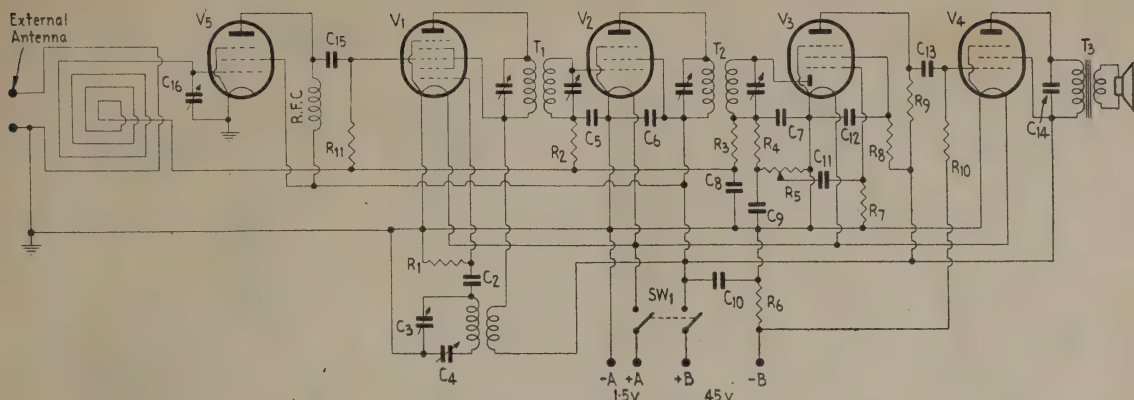 External
Antenna
V5
V1
V2
V3
V4
C16
R.F.C
C15
R11
T1
R2
C5
C6
T2
R3
R4
C7
C8
C9
R5
C11
C12
R8
R7
R9
C13
R10
C14
T3
R1
C2
C3
C4
SW1
C10
R6
-A +A +B -B
1·5V 45V